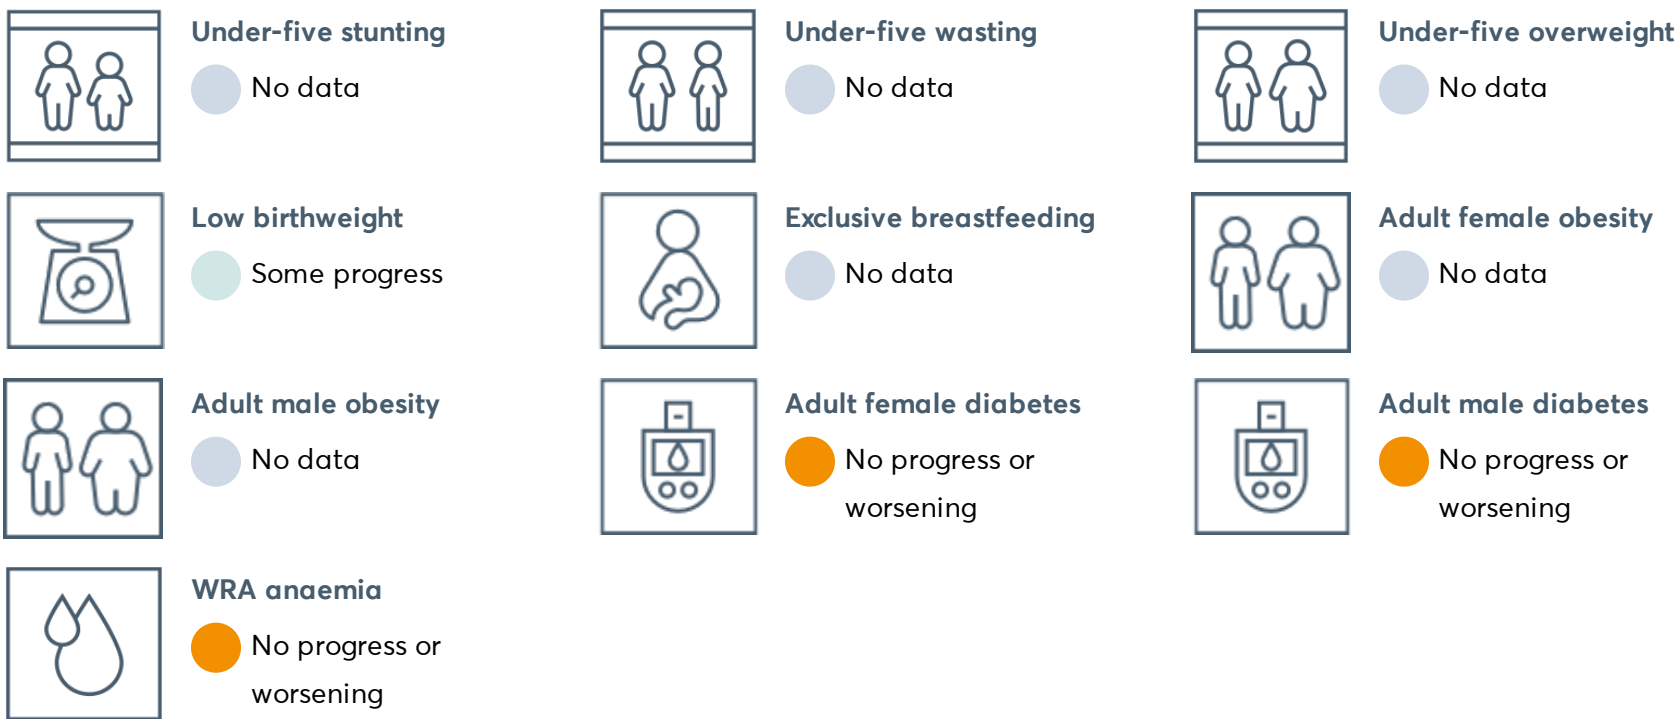 Under-five stunting
No data
Under-five wasting
No data
Under-five overweight
No data
Low birthweight
Some progress
Exclusive breastfeeding
No data
Adult female obesity
No data
Adult male obesity
No data
Adult female diabetes
No progress or
worsening
Adult male diabetes
No progress or
worsening
WRA anaemia
No progress or
worsening